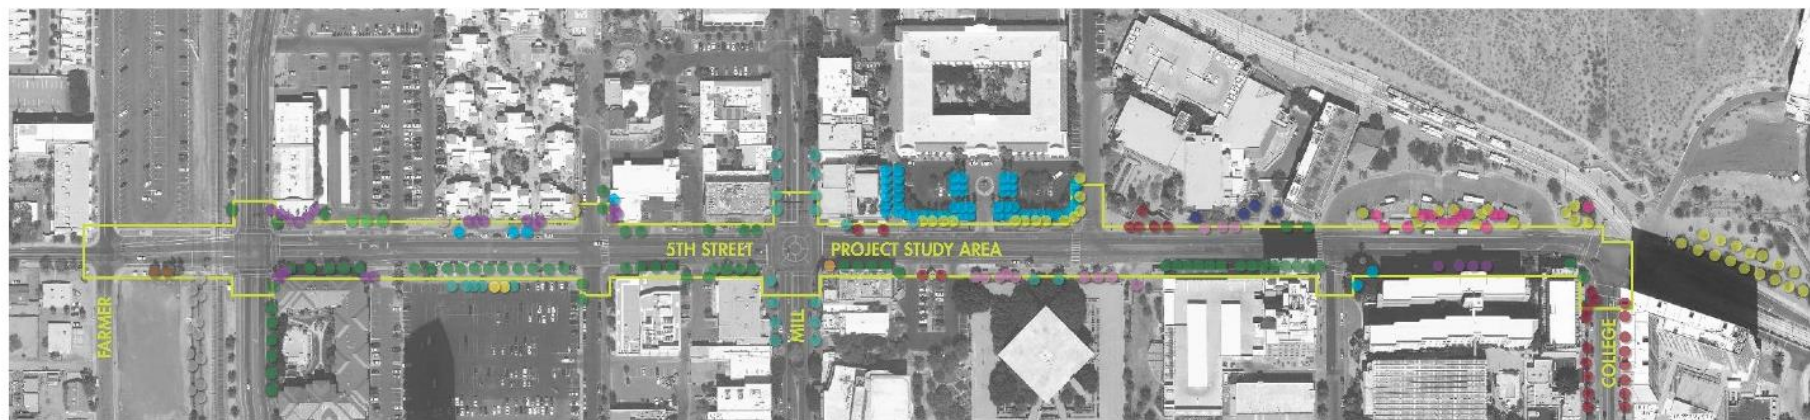 5TH STREET PROJECT STUDY AREA
FARMER
MILL
COLLEGE